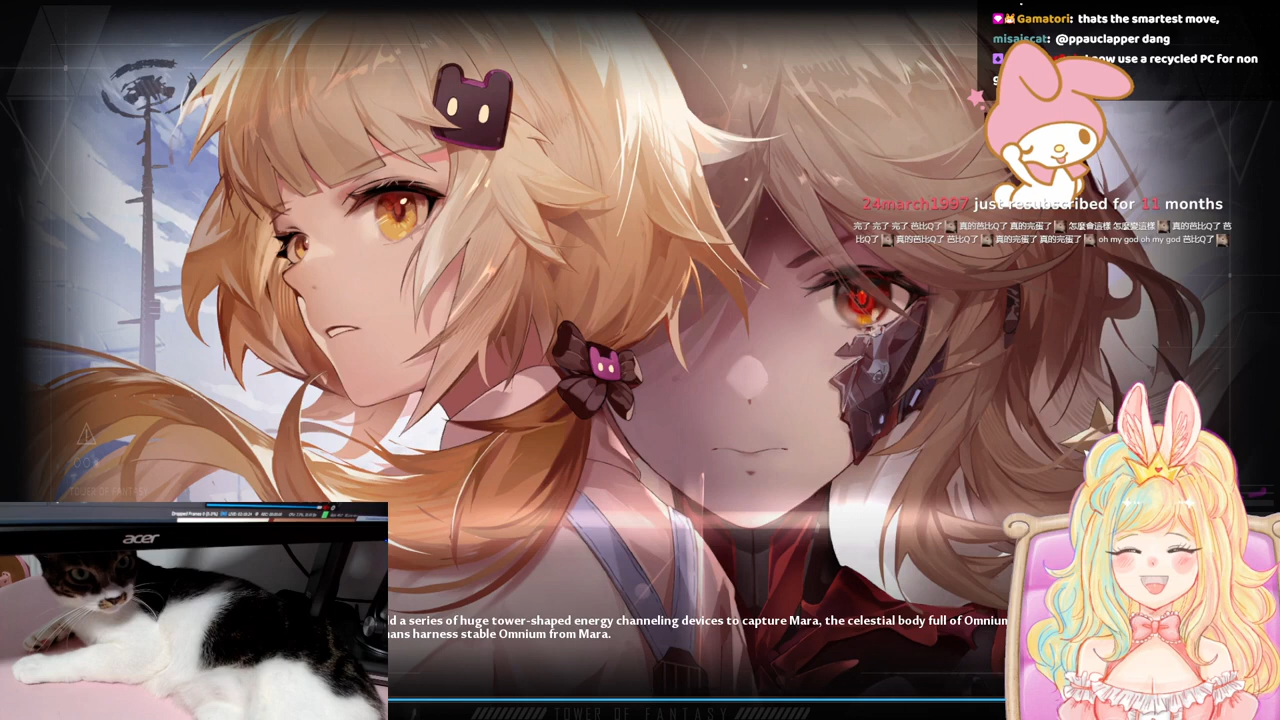 Gamatori: thats the smartest move,
misaiscat: @ppauclapper dang
now use a recycled PC for non
24march1997 just resubscribed for 11 months
完了 完了 完了 芭比Q了 真的芭比Q了 真的完蛋了 怎麼會這樣 怎麼變這樣 真的芭比Q了 芭
比Q了 真的芭比Q了 芭比Q了 真的完蛋了 真的完蛋了 oh my god oh my god 芭比Q了
TOWER OF FANTASY
acer
d a series of huge tower-shaped energy channeling devices to capture Mara, the celestial body full of Omnium
ans harness stable Omnium from Mara.
TOWER OF FANTASY